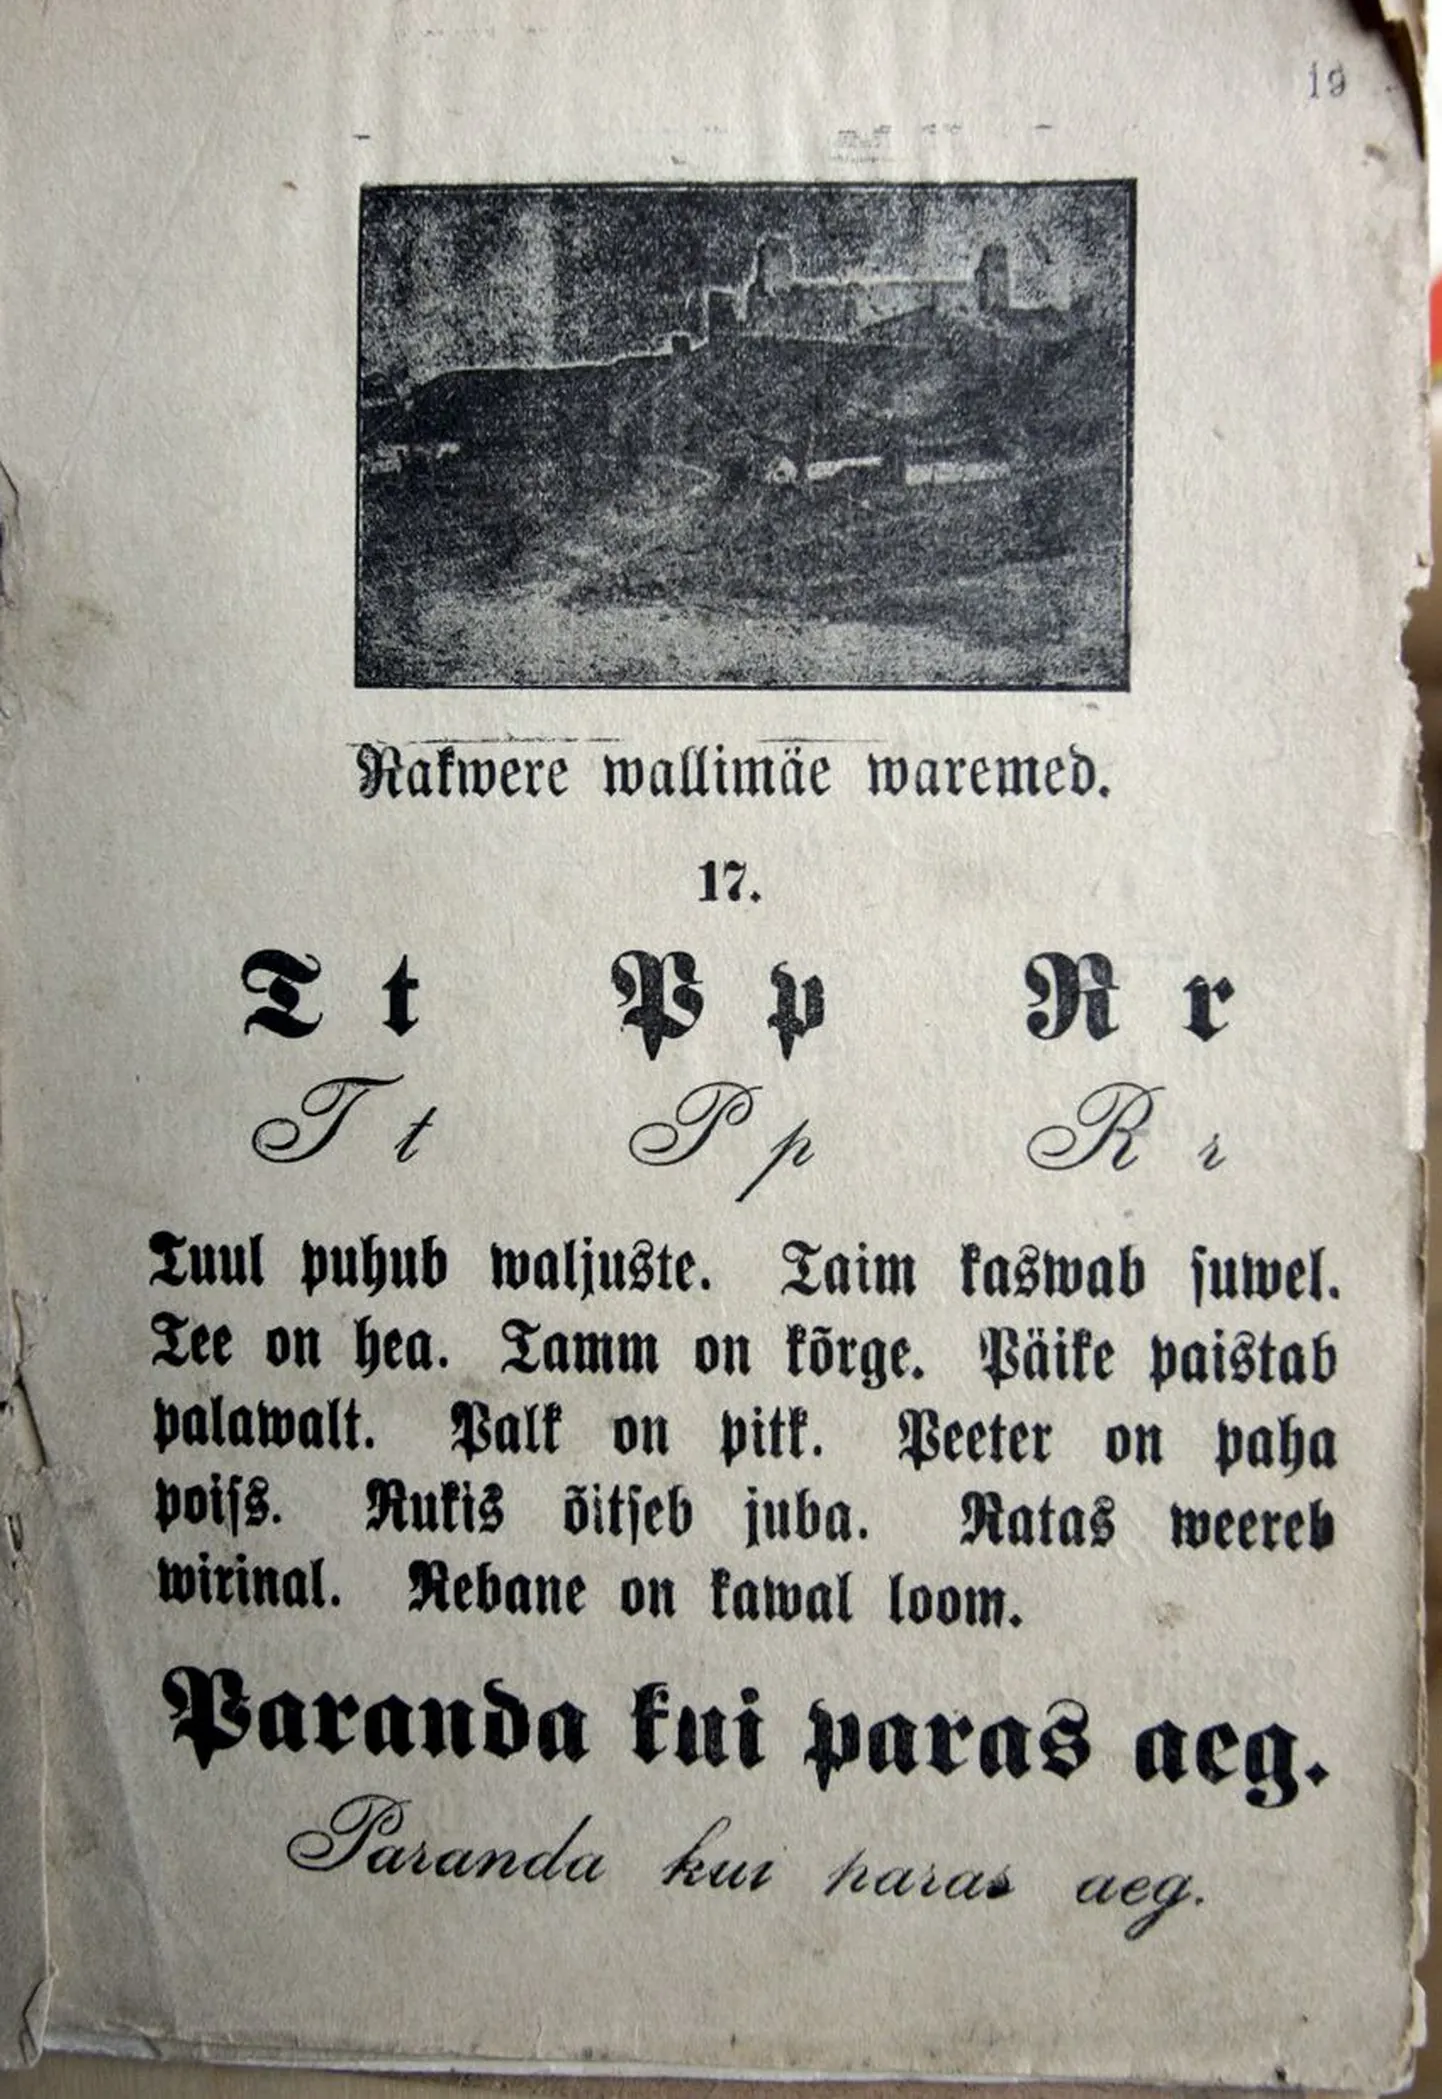 19
Rakwere wallimäe waremed.
17.
T t P p R r
T t P p R r
Tuul puhub waljuste. Taim kaswab suwel.
Tee on hea. Tamm on kõrge. Päike paistab
palawalt. Palk on pitk. Peeter on paha
poiss. Rukis õitseb juba. Ratas weereb
wirinal. Rebane on kawal loom.
Paranda kui paras aeg.
Paranda kui paras aeg.